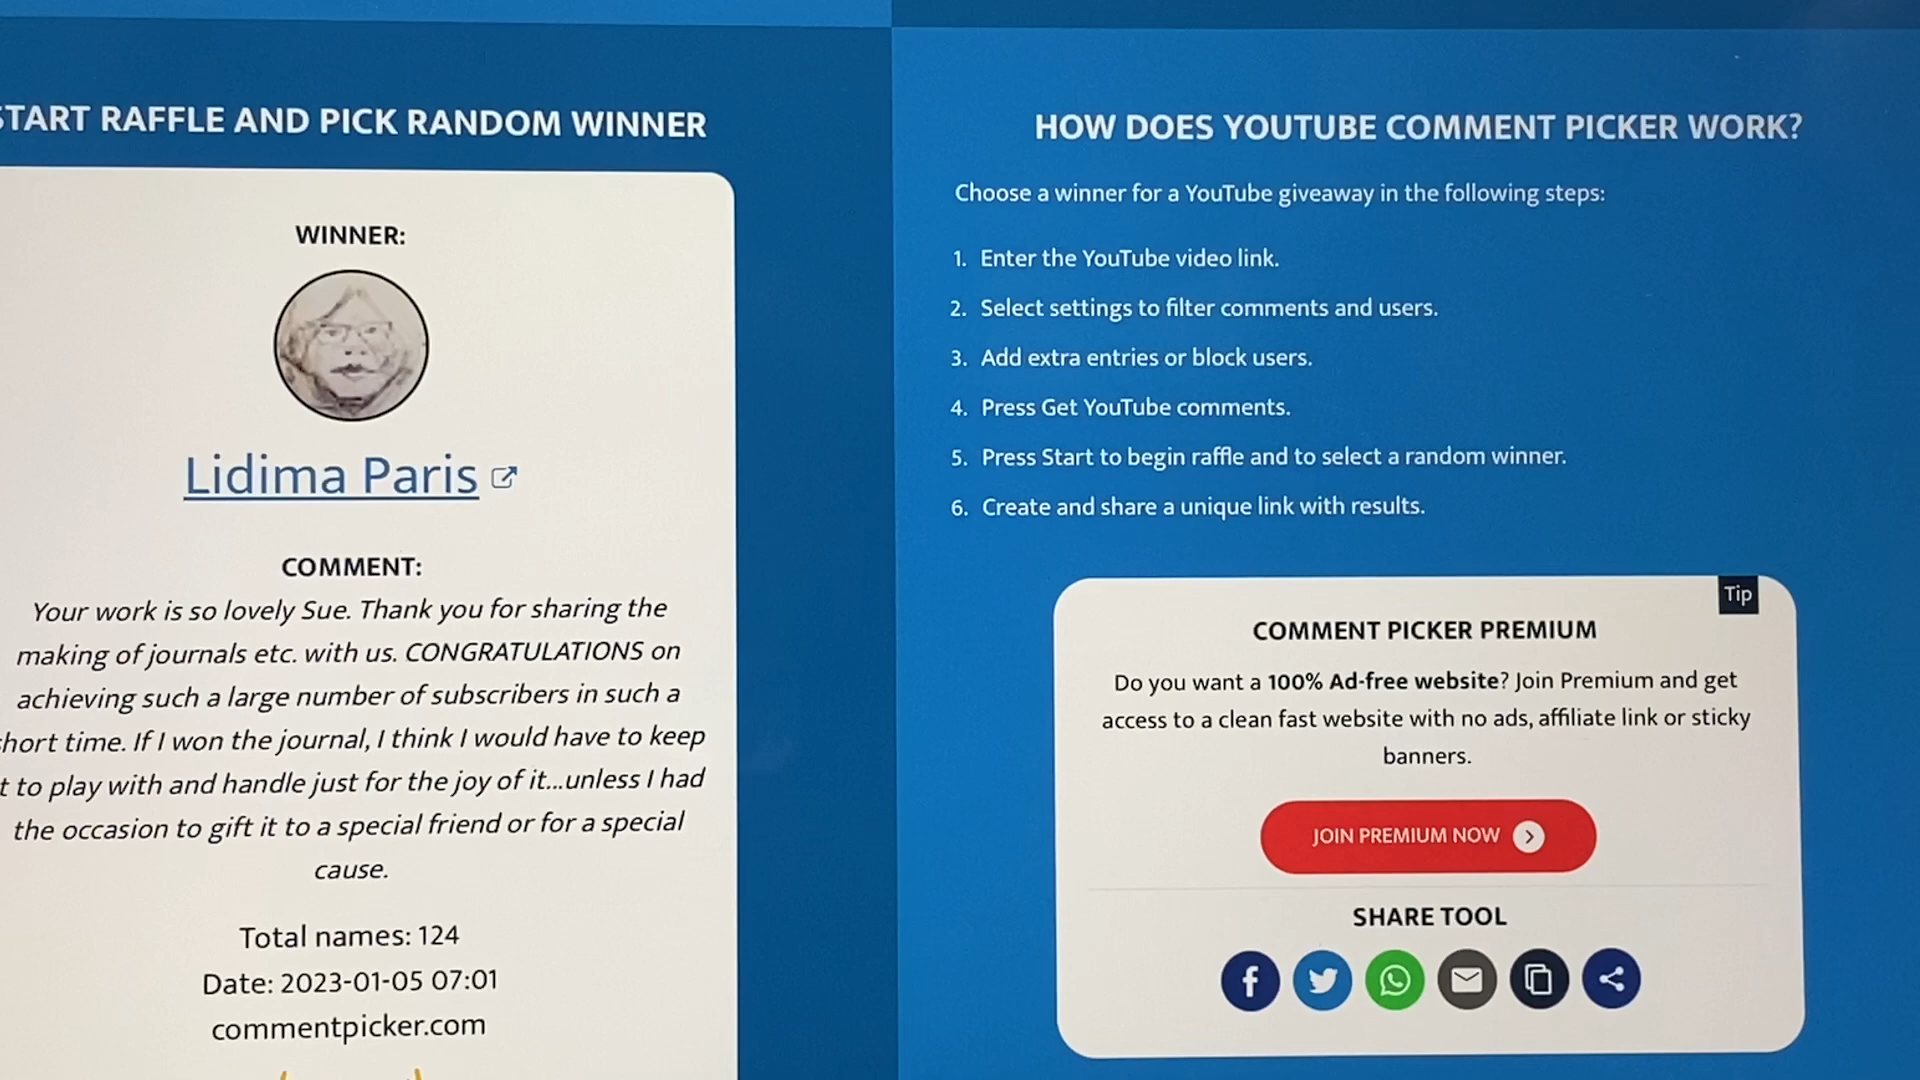 START RAFFLE AND PICK RANDOM WINNER
WINNER:
Lidima Paris
COMMENT:
Your work is so lovely Sue. Thank you for sharing the
making of journals etc. with us. CONGRATULATIONS on
achieving such a large number of subscribers in such a
short time. If I won the journal, I think I would have to keep
it to play with and handle just for the joy of it...unless I had
the occasion to gift it to a special friend or for a special
cause.
Total names: 124
Date: 2023-01-05 07:01
commentpicker.com
HOW DOES YOUTUBE COMMENT PICKER WORK?
Choose a winner for a YouTube giveaway in the following steps:
1. Enter the YouTube video link.
2. Select settings to filter comments and users.
3. Add extra entries or block users.
4. Press Get YouTube comments.
5. Press Start to begin raffle and to select a random winner.
6. Create and share a unique link with results.
Tip
COMMENT PICKER PREMIUM
Do you want a 100% Ad-free website? Join Premium and get
access to a clean fast website with no ads, affiliate link or sticky
banners.
JOIN PREMIUM NOW
SHARE TOOL